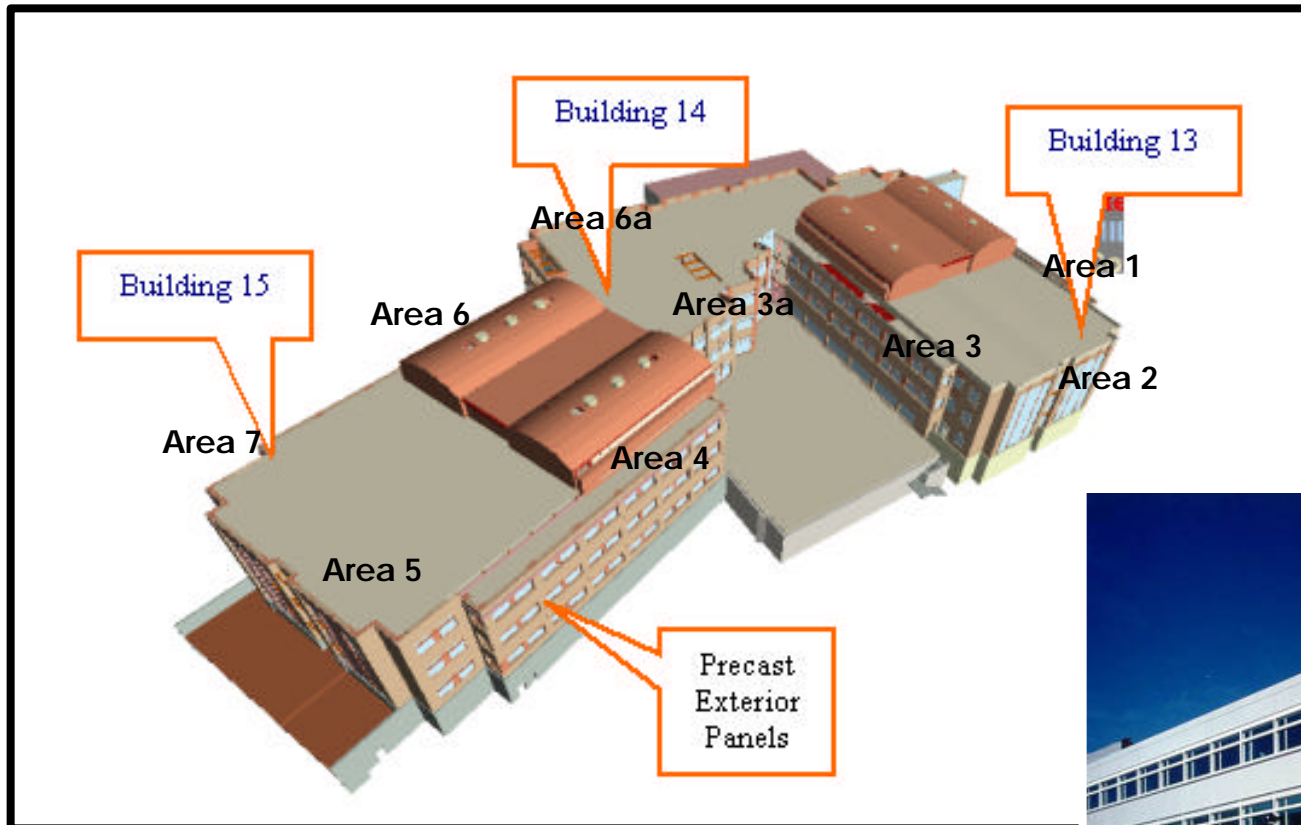 Building 14
Building 13
Area 6a
Area 1
Building 15
Area 6
Area 3a
Area 3
Area 2
Area 7
Area 4
Area 5
Precast
Exterior
Panels